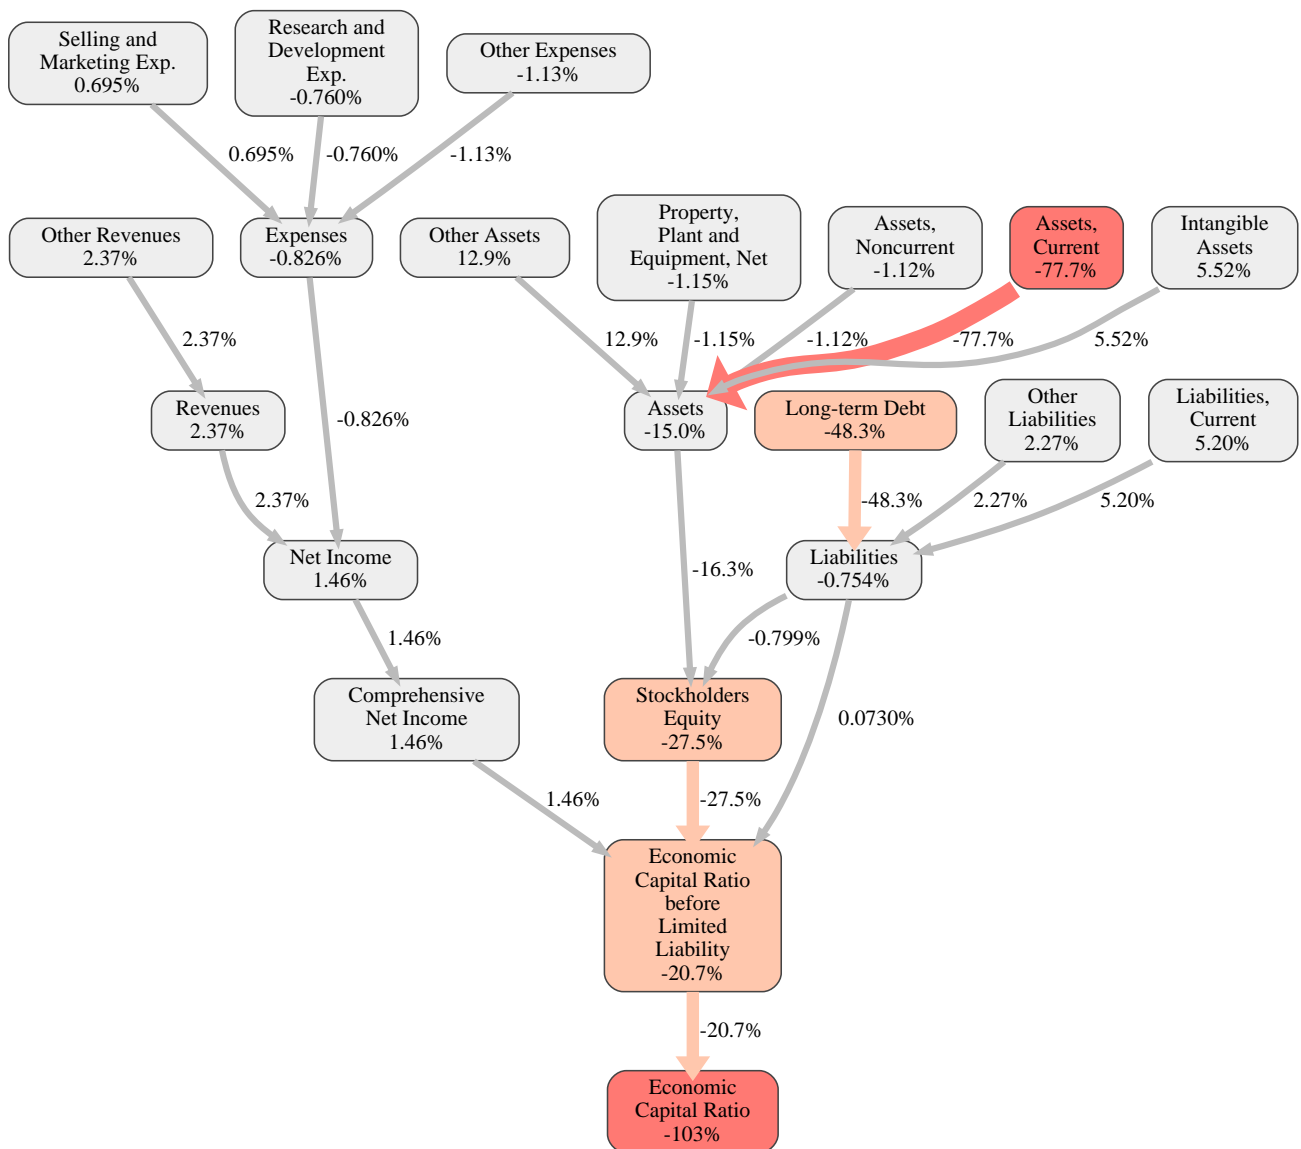 Selling and
Marketing Exp.
0.695%
Research and
Development
Exp.
-0.760%
Other Expenses
-1.13%
0.695%
-0.760%
-1.13%
Other Revenues
2.37%
Expenses
-0.826%
Other Assets
12.9%
Property,
Plant and
Equipment, Net
-1.15%
Assets,
Noncurrent
-1.12%
Assets,
Current
-77.7%
Intangible
Assets
5.52%
2.37%
-0.826%
12.9%
-1.15%
-1.12%
-77.7%
5.52%
Revenues
2.37%
Assets
-15.0%
Long-term Debt
-48.3%
Other
Liabilities
2.27%
Liabilities,
Current
5.20%
2.37%
-16.3%
-48.3%
2.27%
5.20%
Net Income
1.46%
Liabilities
-0.754%
1.46%
-0.799%
0.0730%
Comprehensive
Net Income
1.46%
Stockholders
Equity
-27.5%
1.46%
-27.5%
Economic
Capital Ratio
before
Limited
Liability
-20.7%
-20.7%
Economic
Capital Ratio
-103%